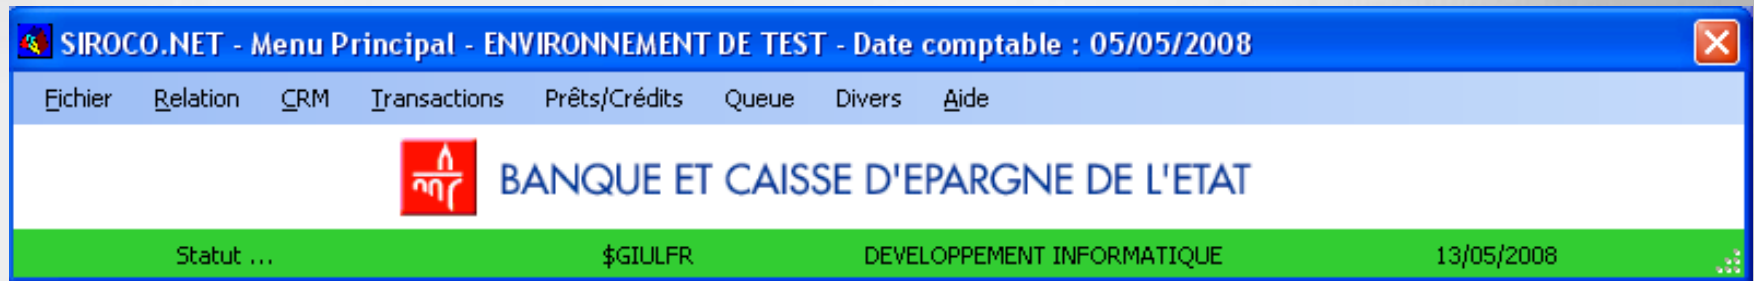 SIROCO.NET - Menu Principal - ENVIRONNEMENT DE TEST - Date comptable : 05/05/2008
Fichier Relation CRM Transactions Prêts/Crédits Queue Divers Aide
BANQUE ET CAISSE D'EPARGNE DE L'ETAT
Statut ... $GIULFR DEVELOPPEMENT INFORMATIQUE 13/05/2008